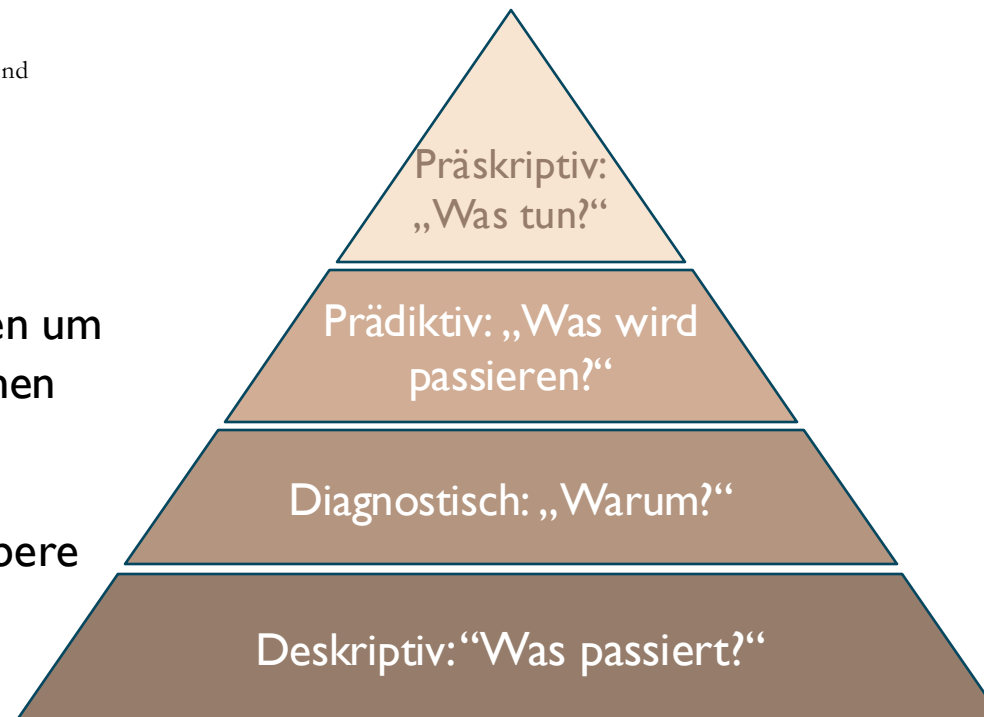 nd
en um
nen
bere
Präskriptiv:
„Was tun?“
Prädiktiv: „Was wird
passieren?“
Diagnostisch: „Warum?“
Deskriptiv: “Was passiert?“